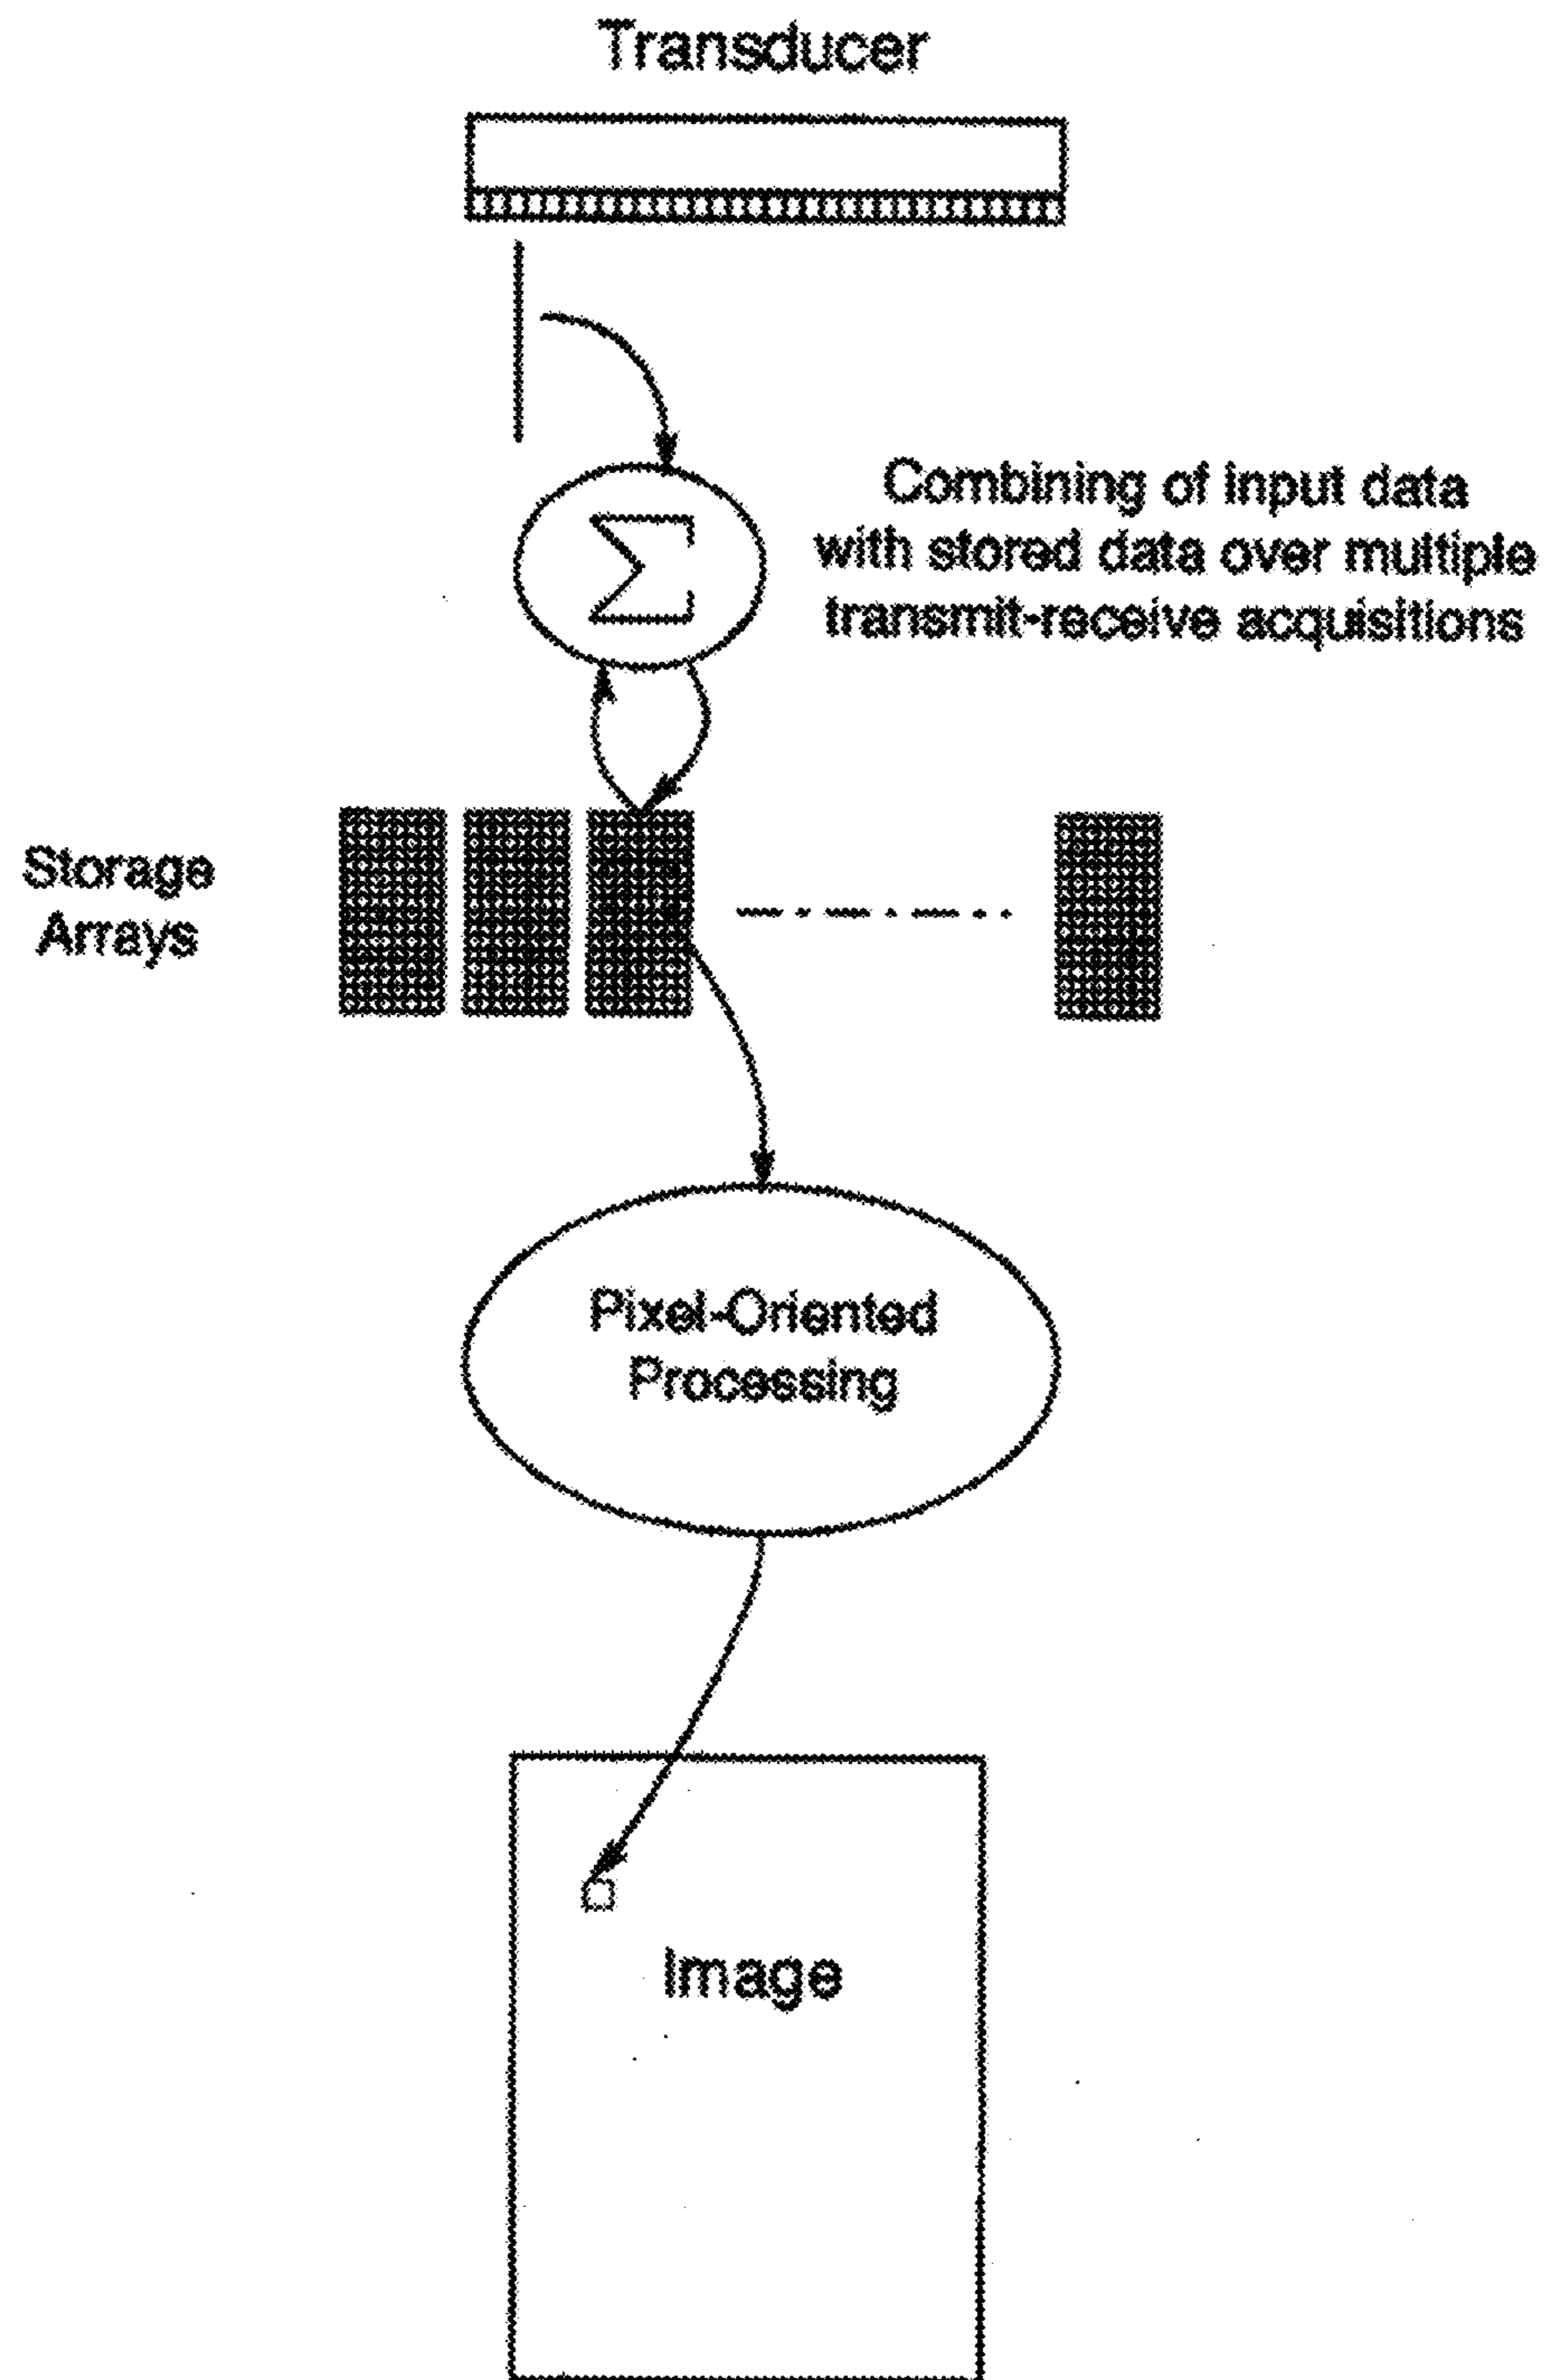 Transducer
Σ
Combining of input data
with stored data over multiple
transmit-receive acquisitions
Storage
Arrays
Pixel-Oriented
Processing
Image